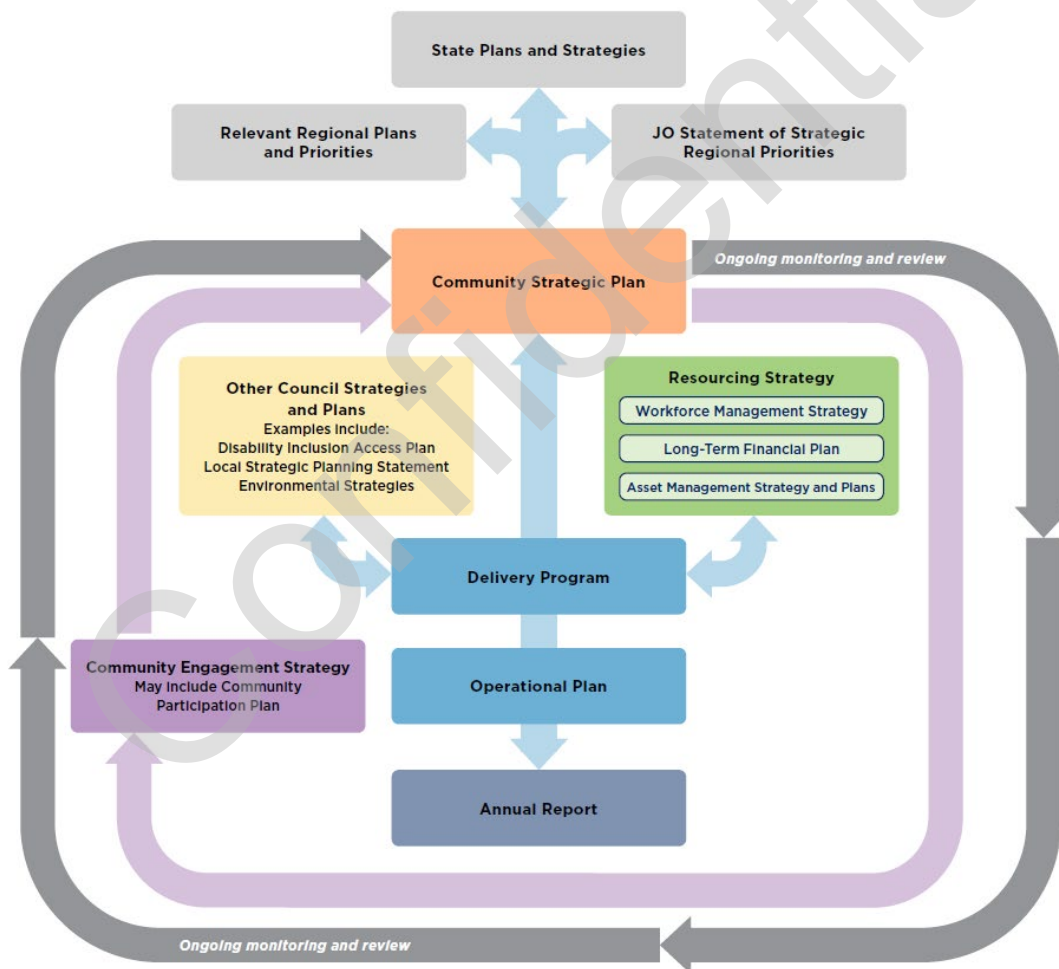 State Plans and Strategies
Relevant Regional Plans
and Priorities
JO Statement of Strategic
Regional Priorities
Community Strategic Plan
Ongoing monitoring and review
Other Council Strategies
and Plans
Examples include:
Disability Inclusion Access Plan
Local Strategic Planning Statement
Environmental Strategies
Resourcing Strategy
Workforce Management Strategy
Long-Term Financial Plan
Asset Management Strategy and Plans
Delivery Program
Community Engagement Strategy
May include Community
Participation Plan
Operational Plan
Annual Report
Ongoing monitoring and review
Confidential